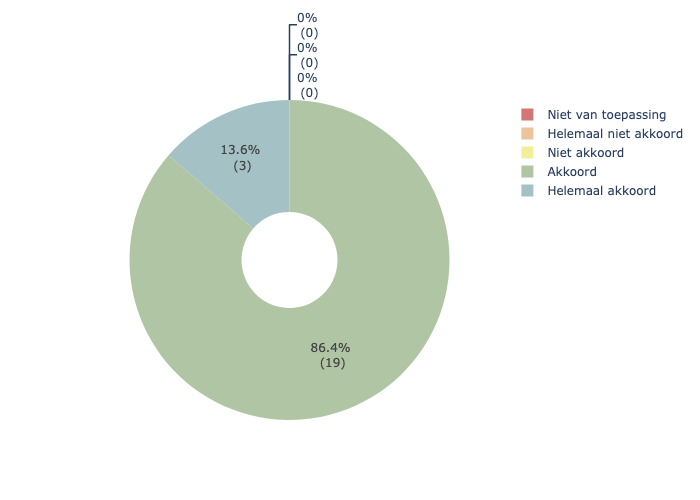 0%
(0)
0%
(0)
0%
(0)
13.6%
(3)
86.4%
(19)
Niet van toepassing
Helemaal niet akkoord
Niet akkoord
Akkoord
Helemaal akkoord